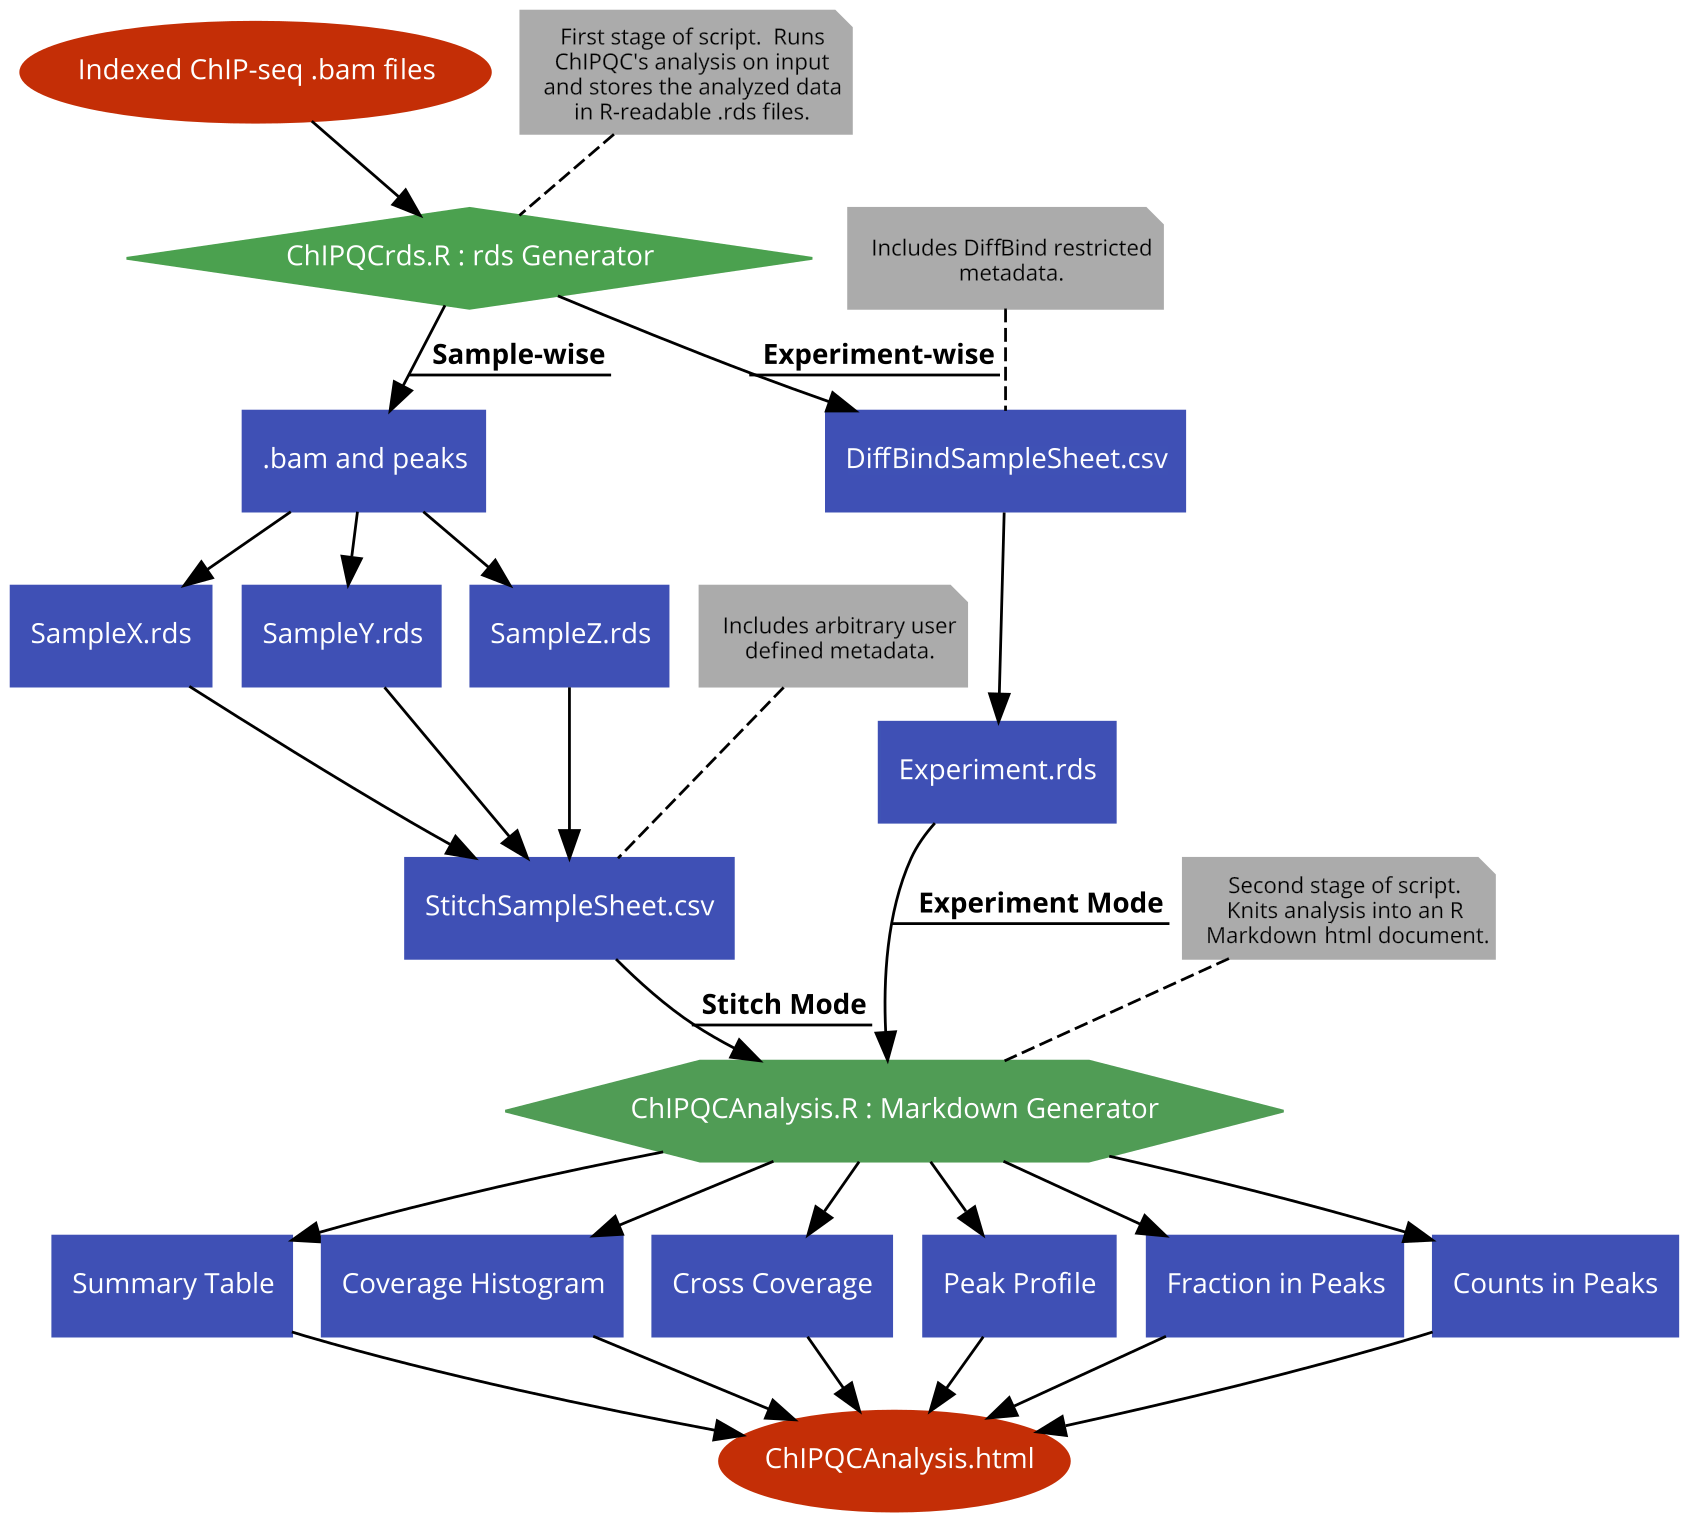 Indexed ChIP-seq .bam files
First stage of script.  Runs
ChIPQC's analysis on input
and stores the analyzed data
in R-readable .rds files.
ChIPQCrds.R : rds Generator
Includes DiffBind restricted
metadata.
Sample-wise
Experiment-wise
.bam and peaks
DiffBindSampleSheet.csv
SampleX.rds
SampleY.rds
SampleZ.rds
Includes arbitrary user
defined metadata.
Experiment.rds
StitchSampleSheet.csv
Experiment Mode
Second stage of script.
Knits analysis into an R
Markdown html document.
Stitch Mode
ChIPQCAnalysis.R : Markdown Generator
Summary Table
Coverage Histogram
Cross Coverage
Peak Profile
Fraction in Peaks
Counts in Peaks
ChIPQCAnalysis.html